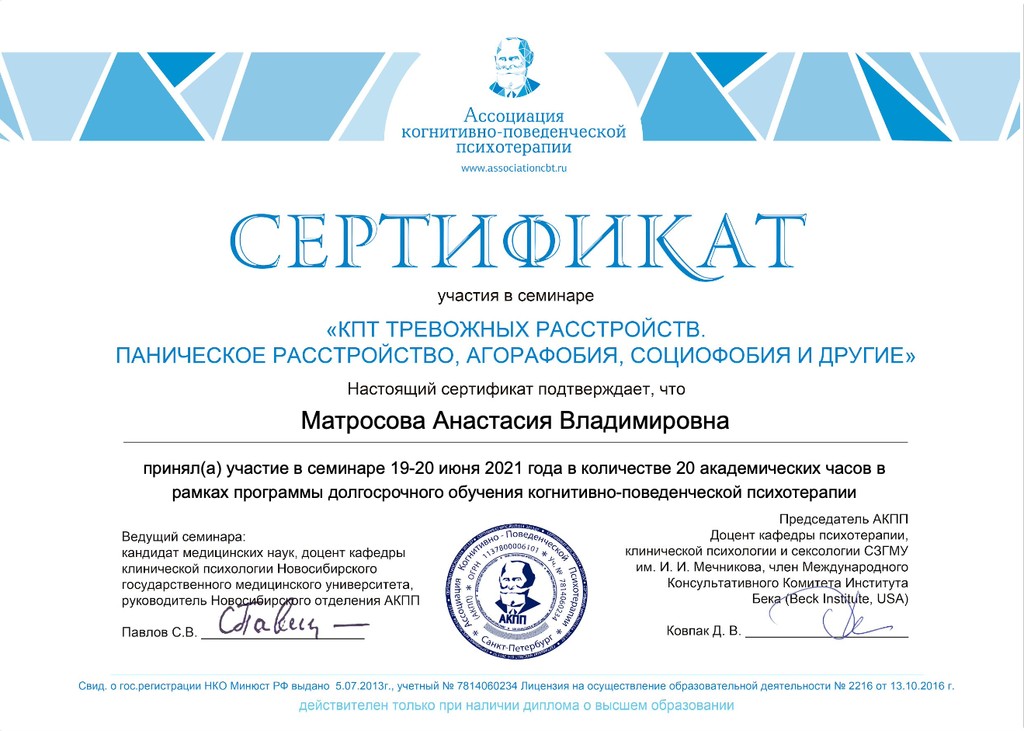 Ассоциация
когнитивно-поведенческой
психотерапии
www.associationcbt.ru
СЕРТИФИКАТ
участия в семинаре
«КПТ ТРЕВОЖНЫХ РАССТРОЙСТВ.
ПАНИЧЕСКОЕ РАССТРОЙСТВО, АГОРАФОБИЯ, СОЦИОФОБИЯ И ДРУГИЕ»
Настоящий сертификат подтверждает, что
Матросова Анастасия Владимировна
принял(а) участие в семинаре 19-20 июня 2021 года в количестве 20 академических часов в
рамках программы долгосрочного обучения когнитивно-поведенческой психотерапии
Ведущий семинара:
кандидат медицинских наук, доцент кафедры
клинической психологии Новосибирского
государственного медицинского университета,
руководитель Новосибирского отделения АКПП
Павлов С.В.
Ассоциация Когнитивно - Поведенческой Психотерапии
(АКПП) * ОГРН 1137800006101 * Уч. № 7814060234
АКПП
* Санкт-Петербург *
Председатель АКПП
Доцент кафедры психотерапии,
клинической психологии и сексологии СЗГМУ
им. И. И. Мечникова, член Международного
Консультативного Комитета Института
Бека (Beck Institute, USA)
Ковпак Д. В.
Свид. о гос.регистрации НКО Минюст РФ выдано 5.07.2013г., учетный № 7814060234 Лицензия на осуществление образовательной деятельности № 2216 от 13.10.2016 г.
действителен только при наличии диплома о высшем образовании